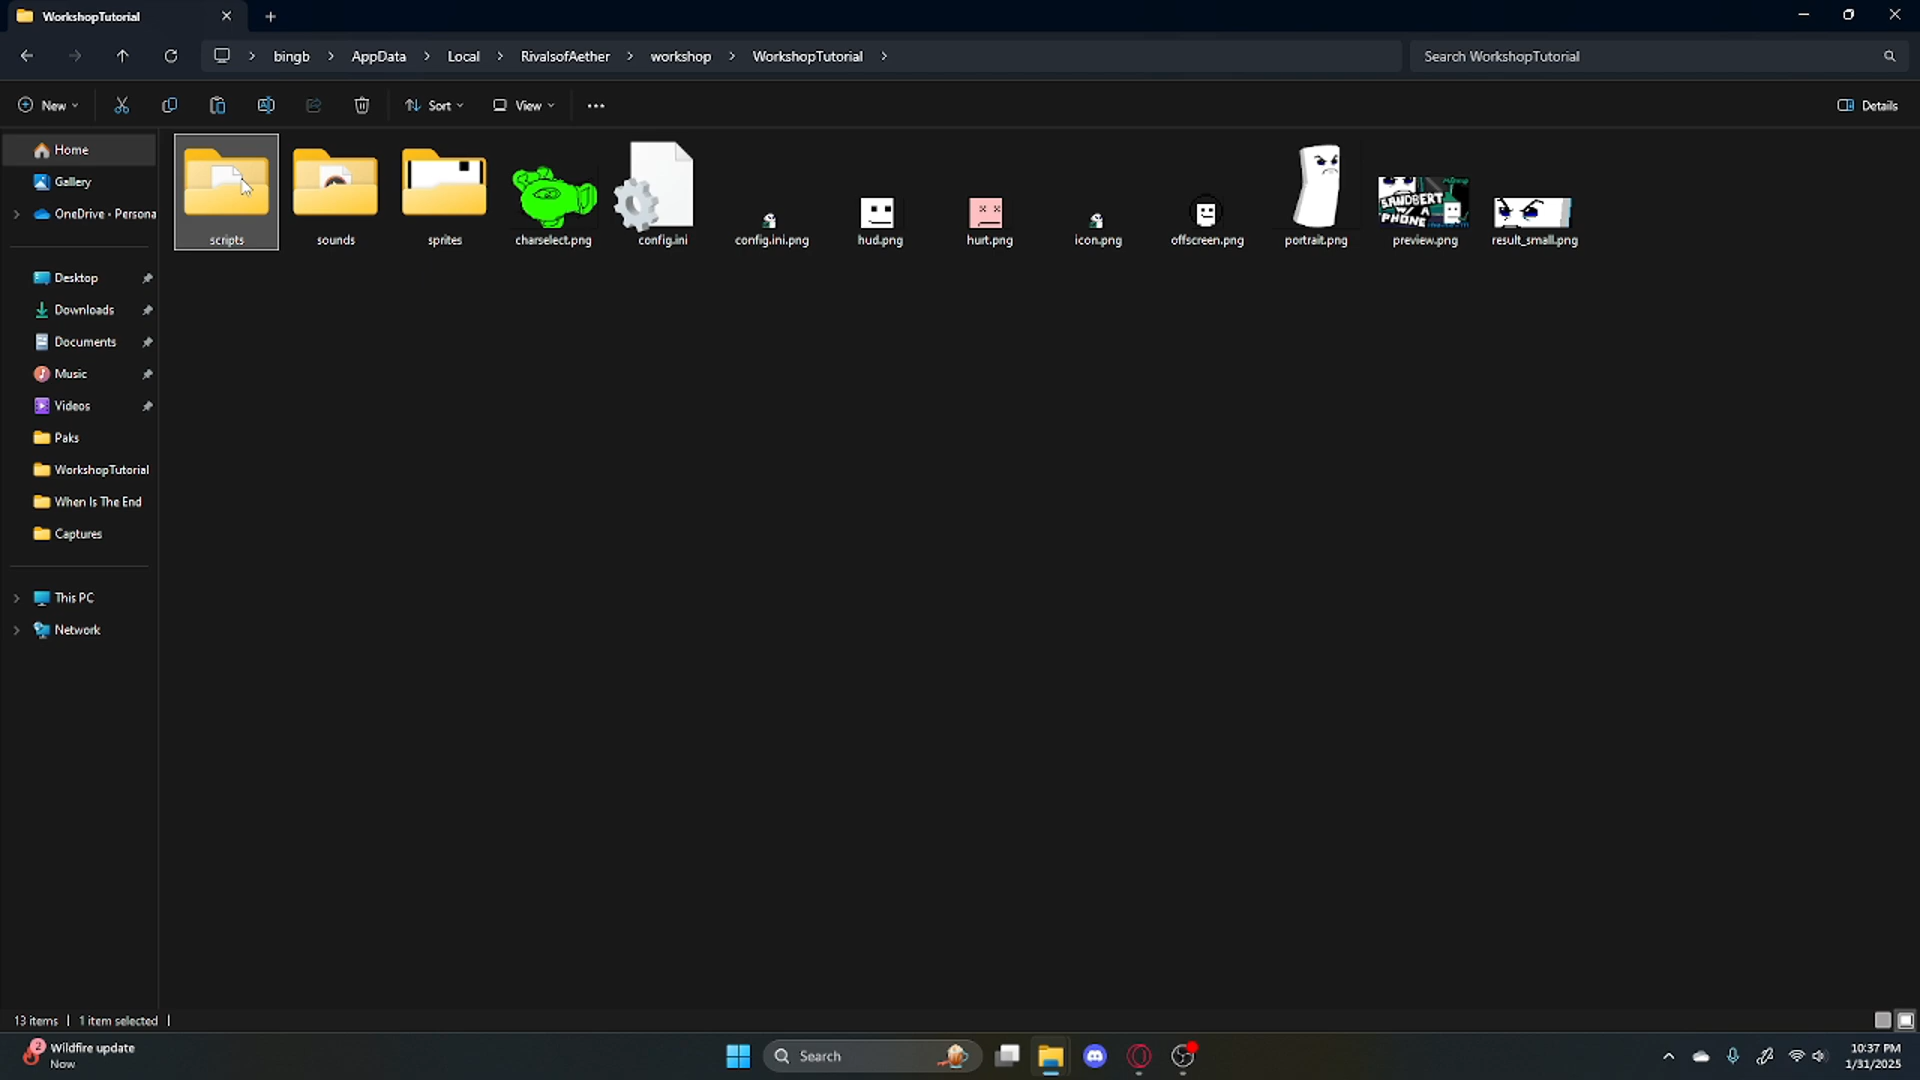 WorkshopTutorial
bingb
AppData
Local
RivalsofAether
workshop
WorkshopTutorial
Search WorkshopTutorial
New
Sort
View
Details
Home
Gallery
OneDrive - Persona
Desktop
Downloads
Documents
Music
Videos
Paks
WorkshopTutorial
When Is The End
Captures
This PC
Network
scripts
sounds
sprites
charselect.png
config.ini
config.ini.png
hud.png
hurt.png
icon.png
offscreen.png
portrait.png
SANDBERT
W/ A
PHONE
preview.png
result_small.png
13 items
1 item selected
2
Wildfire update
Now
Search
10:37 PM
1/31/2025